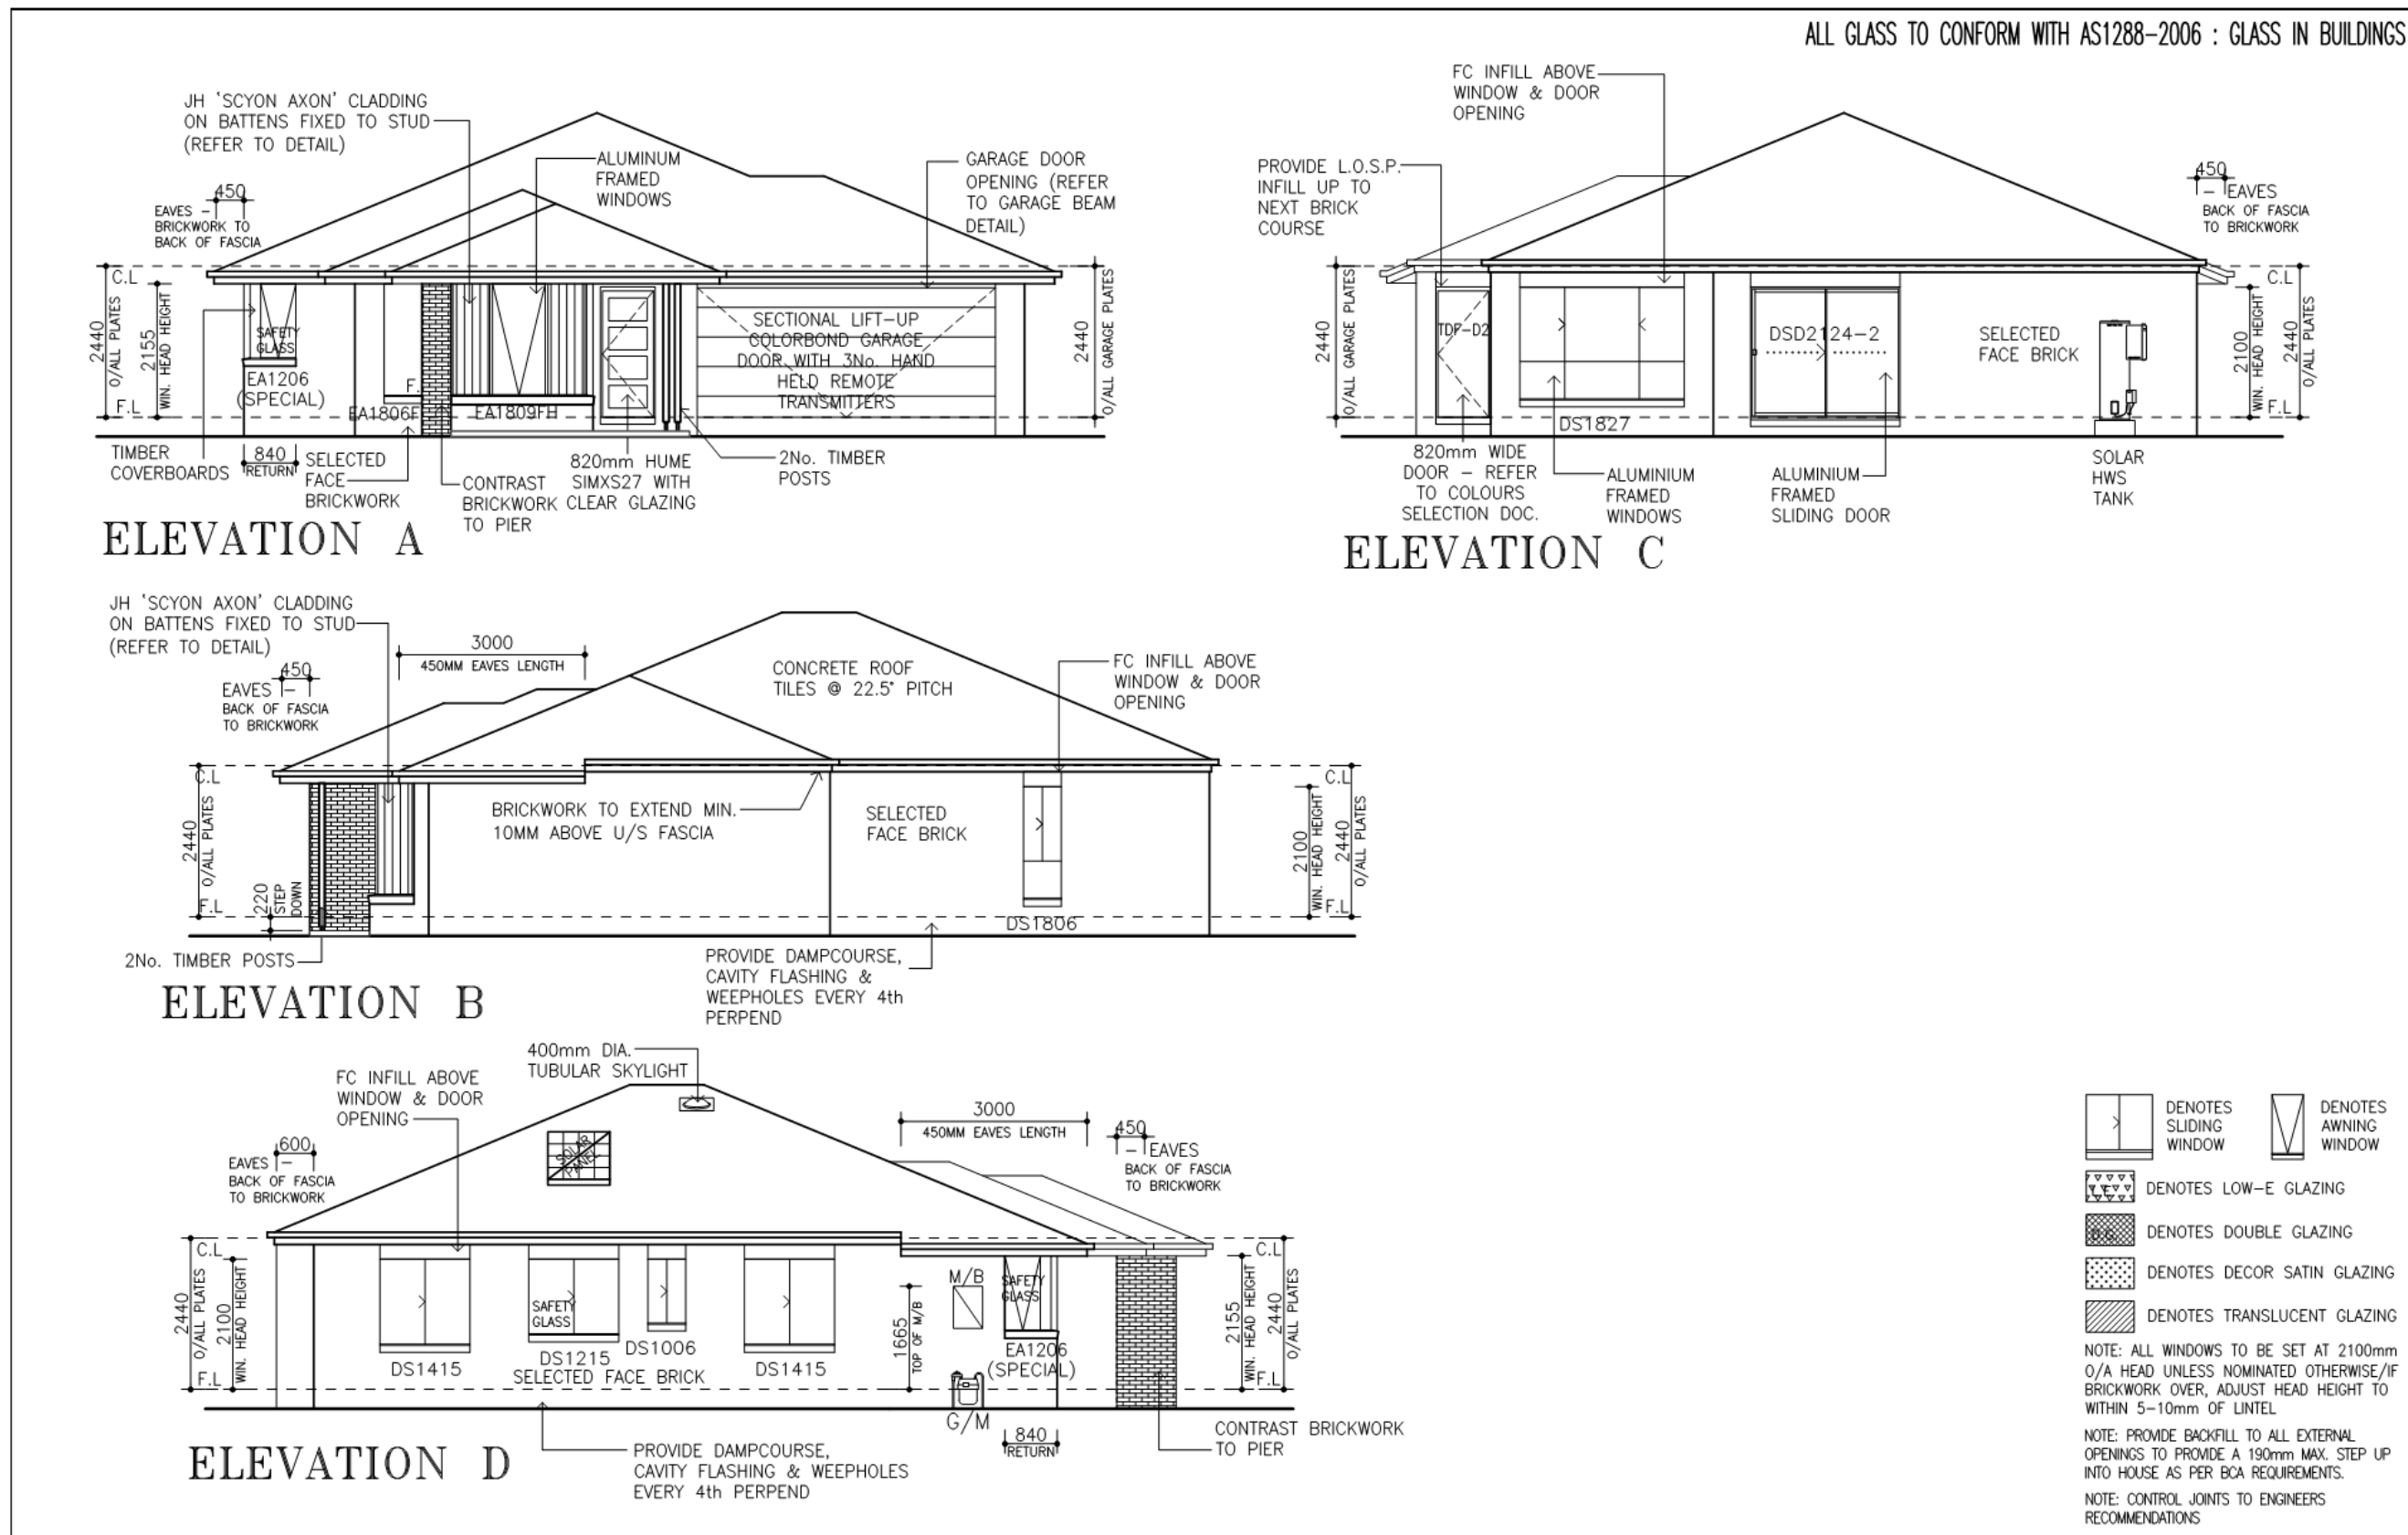 ALL GLASS TO CONFORM WITH AS1288-2006 : GLASS IN BUILDINGS
JH 'SCYON AXON' CLADDING
ON BATTENS FIXED TO STUD
(REFER TO DETAIL)
ALUMINUM
FRAMED
WINDOWS
GARAGE DOOR
OPENING (REFER
TO GARAGE BEAM
DETAIL)
450
EAVES -
BRICKWORK TO
BACK OF FASCIA
C.L
2440
O/ALL PLATES
2155
WIN. HEAD HEIGHT
F.L
SAFETY
GLASS
EA1206
(SPECIAL)
F.
EA1806F
EA1809FH
SECTIONAL LIFT-UP
COLORBOND GARAGE
DOOR WITH 3No. HAND
HELD REMOTE
TRANSMITTERS
2440
O/ALL GARAGE PLATES
TIMBER
COVERBOARDS
840
RETURN
SELECTED
FACE
BRICKWORK
CONTRAST
BRICKWORK
TO PIER
820mm HUME
SIMXS27 WITH
CLEAR GLAZING
2No. TIMBER
POSTS
ELEVATION A
FC INFILL ABOVE
WINDOW & DOOR
OPENING
PROVIDE L.O.S.P.
INFILL UP TO
NEXT BRICK
COURSE
450
- EAVES
BACK OF FASCIA
TO BRICKWORK
2440
O/ALL GARAGE PLATES
TDF-D2
DS1827
DSD2124-2
SELECTED
FACE BRICK
C.L
2100
WIN. HEAD HEIGHT
2440
O/ALL PLATES
F.L
820mm WIDE
DOOR - REFER
TO COLOURS
SELECTION DOC.
ALUMINIUM
FRAMED
WINDOWS
ALUMINIUM
FRAMED
SLIDING DOOR
SOLAR
HWS
TANK
ELEVATION C
JH 'SCYON AXON' CLADDING
ON BATTENS FIXED TO STUD
(REFER TO DETAIL)
3000
450MM EAVES LENGTH
450
EAVES -
BACK OF FASCIA
TO BRICKWORK
CONCRETE ROOF
TILES @ 22.5° PITCH
FC INFILL ABOVE
WINDOW & DOOR
OPENING
C.L
2440
O/ALL PLATES
F.L
220
STEP
DOWN
BRICKWORK TO EXTEND MIN.
10MM ABOVE U/S FASCIA
SELECTED
FACE BRICK
DS1806
C.L
2100
WIN. HEAD HEIGHT
2440
O/ALL PLATES
F.L
2No. TIMBER POSTS
PROVIDE DAMPCOURSE,
CAVITY FLASHING &
WEEPHOLES EVERY 4th
PERPEND
ELEVATION B
400mm DIA.
TUBULAR SKYLIGHT
FC INFILL ABOVE
WINDOW & DOOR
OPENING
600
EAVES -
BACK OF FASCIA
TO BRICKWORK
SOLAR
PANEL
3000
450MM EAVES LENGTH
450
- EAVES
BACK OF FASCIA
TO BRICKWORK
C.L
2440
O/ALL PLATES
2100
WIN. HEAD HEIGHT
F.L
DS1415
SAFETY
GLASS
DS1215
DS1006
SELECTED FACE BRICK
DS1415
1665
TOP OF M/B
M/B
SAFETY
GLASS
EA1206
(SPECIAL)
G/M
840
RETURN
C.L
2155
WIN. HEAD HEIGHT
2440
O/ALL PLATES
F.L
CONTRAST BRICKWORK
TO PIER
PROVIDE DAMPCOURSE,
CAVITY FLASHING & WEEPHOLES
EVERY 4th PERPEND
ELEVATION D
DENOTES
SLIDING
WINDOW
DENOTES
AWNING
WINDOW
DENOTES LOW-E GLAZING
DENOTES DOUBLE GLAZING
DENOTES DECOR SATIN GLAZING
DENOTES TRANSLUCENT GLAZING
NOTE: ALL WINDOWS TO BE SET AT 2100mm
O/A HEAD UNLESS NOMINATED OTHERWISE/IF
BRICKWORK OVER, ADJUST HEAD HEIGHT TO
WITHIN 5-10mm OF LINTEL
NOTE: PROVIDE BACKFILL TO ALL EXTERNAL
OPENINGS TO PROVIDE A 190mm MAX. STEP UP
INTO HOUSE AS PER BCA REQUIREMENTS.
NOTE: CONTROL JOINTS TO ENGINEERS
RECOMMENDATIONS